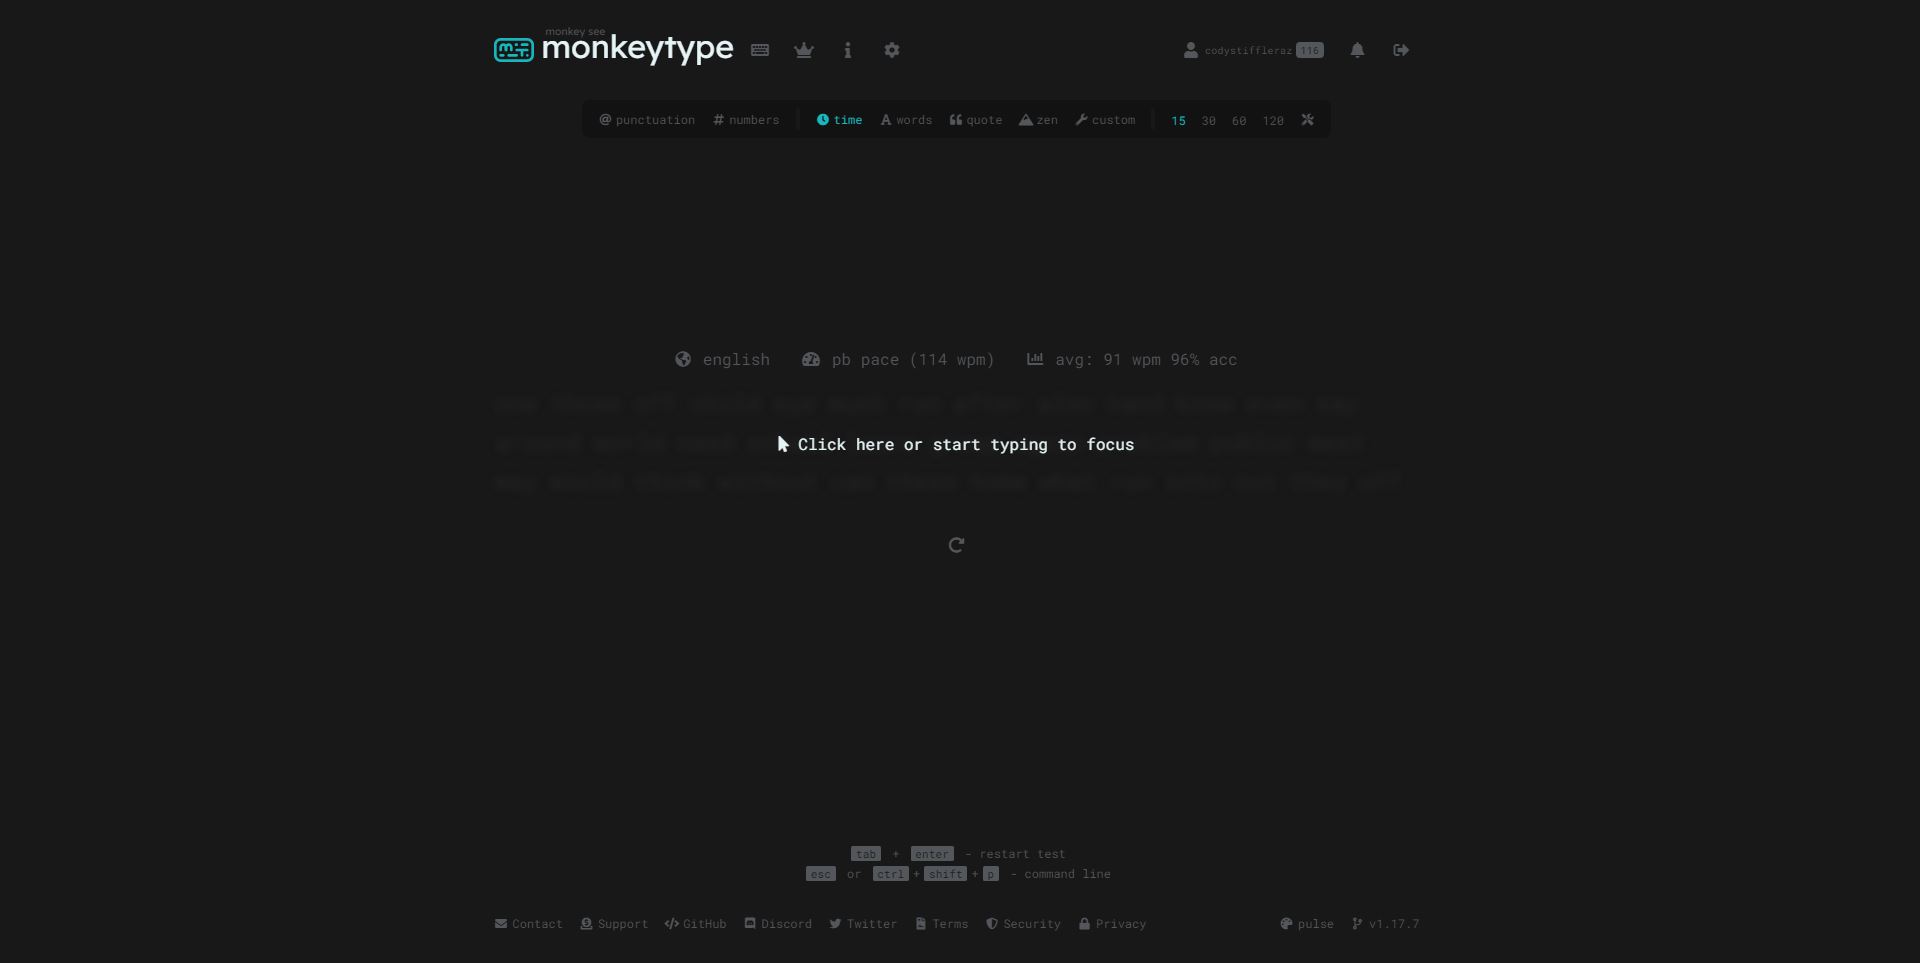 monkey see
monkeytype
codystiffleraz 116
@ punctuation # numbers time A words quote zen custom 15 30 60 120
english pb pace (114 wpm) avg: 91 wpm 96% acc
Click here or start typing to focus
tab + enter - restart test
esc or ctrl + shift + p - command line
Contact Support GitHub Discord Twitter Terms Security Privacy pulse v1.17.7